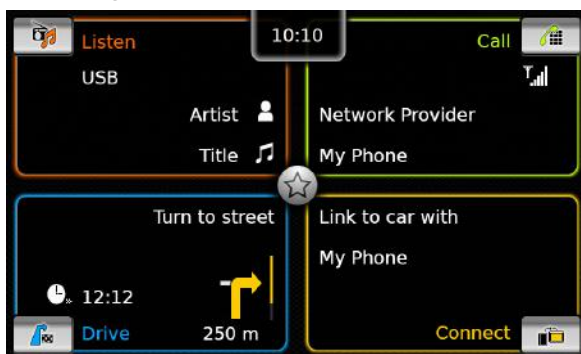 10:10
Listen
USB
Artist
Title
Call
Network Provider
My Phone
Turn to street
12:12
Drive
250 m
Link to car with
My Phone
Connect